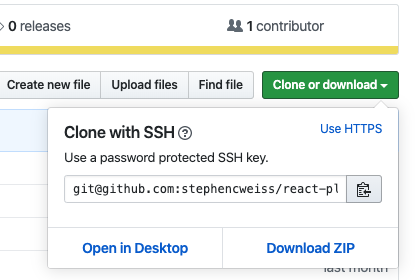 0 releases
1 contributor
Create new file
Upload files
Find file
Clone or download
Clone with SSH
Use HTTPS
Use a password protected SSH key.
git@github.com:stephencweiss/react-pl
Open in Desktop
Download ZIP
last month